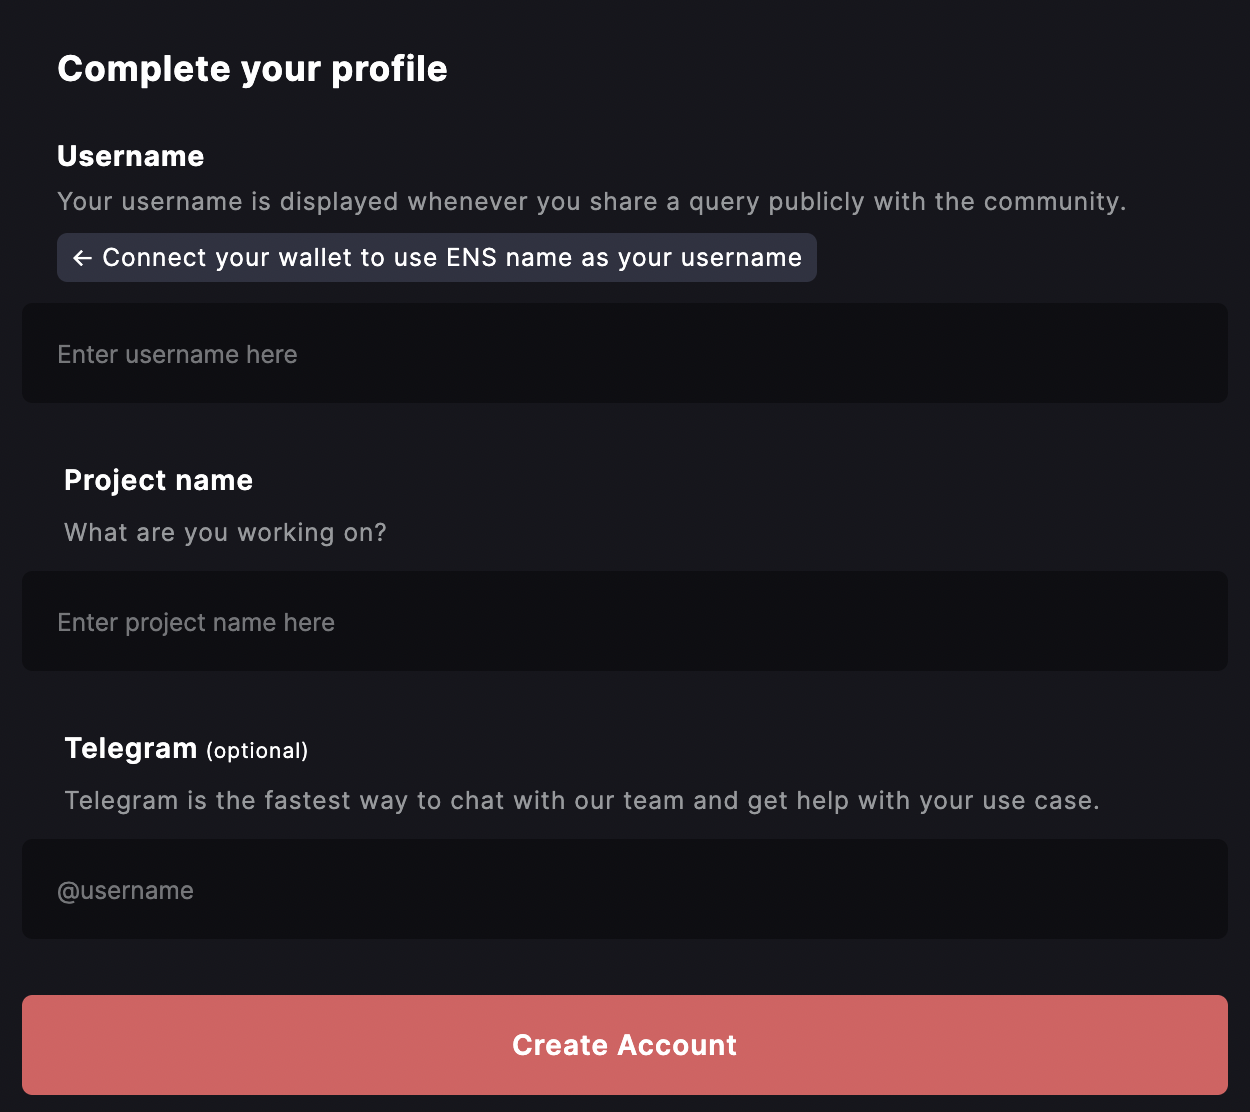 Complete your profile
Username
Your username is displayed whenever you share a query publicly with the community.
← Connect your wallet to use ENS name as your username
Enter username here
Project name
What are you working on?
Enter project name here
Telegram (optional)
Telegram is the fastest way to chat with our team and get help with your use case.
@username
Create Account